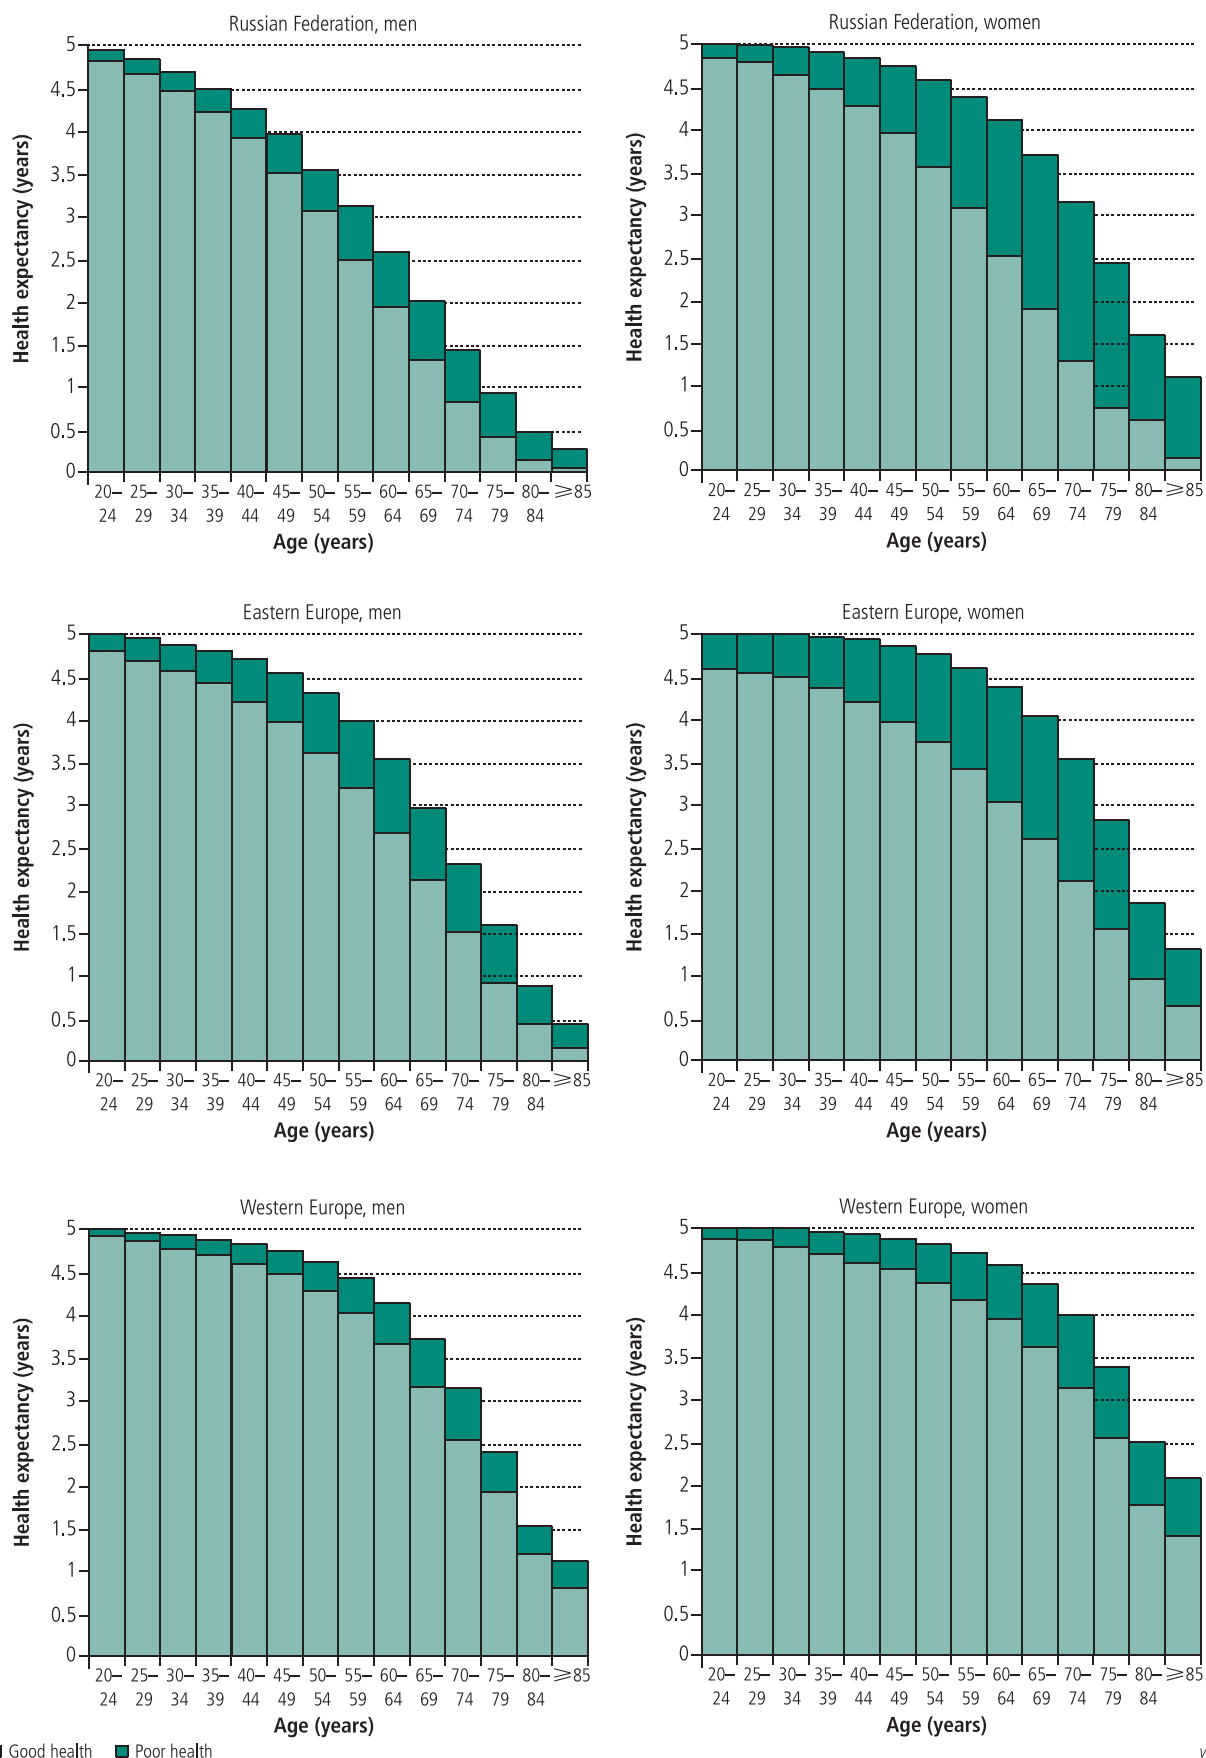 Russian Federation, men
Health expectancy (years)
5
4.5
4
3.5
3
2.5
2
1.5
1
0.5
0
20– 25– 30– 35– 40– 45– 50– 55– 60– 65– 70– 75– 80– ⩾85
24 29 34 39 44 49 54 59 64 69 74 79 84
Age (years)
Russian Federation, women
Health expectancy (years)
5
4.5
4
3.5
3
2.5
2
1.5
1
0.5
0
20– 25– 30– 35– 40– 45– 50– 55– 60– 65– 70– 75– 80– ⩾85
24 29 34 39 44 49 54 59 64 69 74 79 84
Age (years)
Eastern Europe, men
Health expectancy (years)
5
4.5
4
3.5
3
2.5
2
1.5
1
0.5
0
20– 25– 30– 35– 40– 45– 50– 55– 60– 65– 70– 75– 80– ⩾85
24 29 34 39 44 49 54 59 64 69 74 79 84
Age (years)
Eastern Europe, women
Health expectancy (years)
5
4.5
4
3.5
3
2.5
2
1.5
1
0.5
0
20– 25– 30– 35– 40– 45– 50– 55– 60– 65– 70– 75– 80– ⩾85
24 29 34 39 44 49 54 59 64 69 74 79 84
Age (years)
Western Europe, men
Health expectancy (years)
5
4.5
4
3.5
3
2.5
2
1.5
1
0.5
0
20– 25– 30– 35– 40– 45– 50– 55– 60– 65– 70– 75– 80– ⩾85
24 29 34 39 44 49 54 59 64 69 74 79 84
Age (years)
Western Europe, women
Health expectancy (years)
5
4.5
4
3.5
3
2.5
2
1.5
1
0.5
0
20– 25– 30– 35– 40– 45– 50– 55– 60– 65– 70– 75– 80– ⩾85
24 29 34 39 44 49 54 59 64 69 74 79 84
Age (years)
Good health Poor health